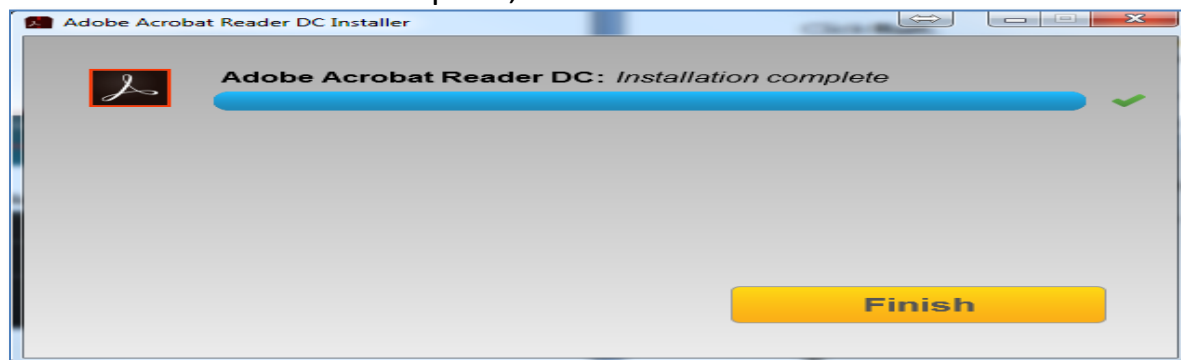 Adobe Acrobat Reader DC Installer
Adobe Acrobat Reader DC: Installation complete
Finish